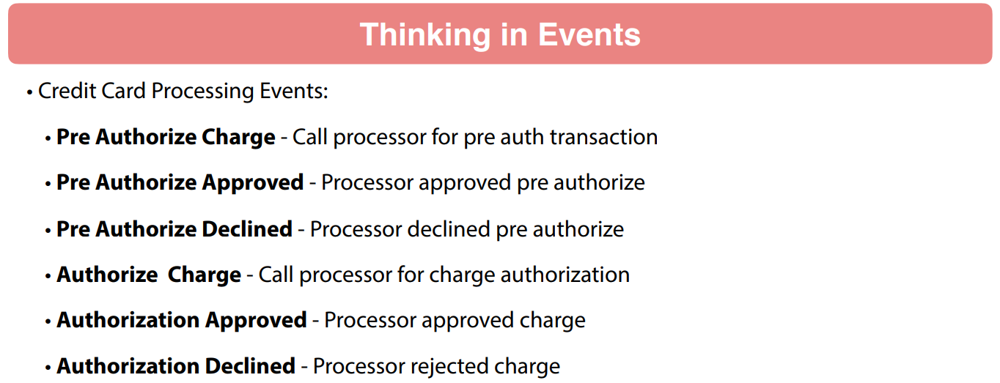 Thinking in Events
• Credit Card Processing Events:
• Pre Authorize Charge - Call processor for pre auth transaction
• Pre Authorize Approved - Processor approved pre authorize
• Pre Authorize Declined - Processor declined pre authorize
• Authorize  Charge - Call processor for charge authorization
• Authorization Approved - Processor approved charge
• Authorization Declined - Processor rejected charge